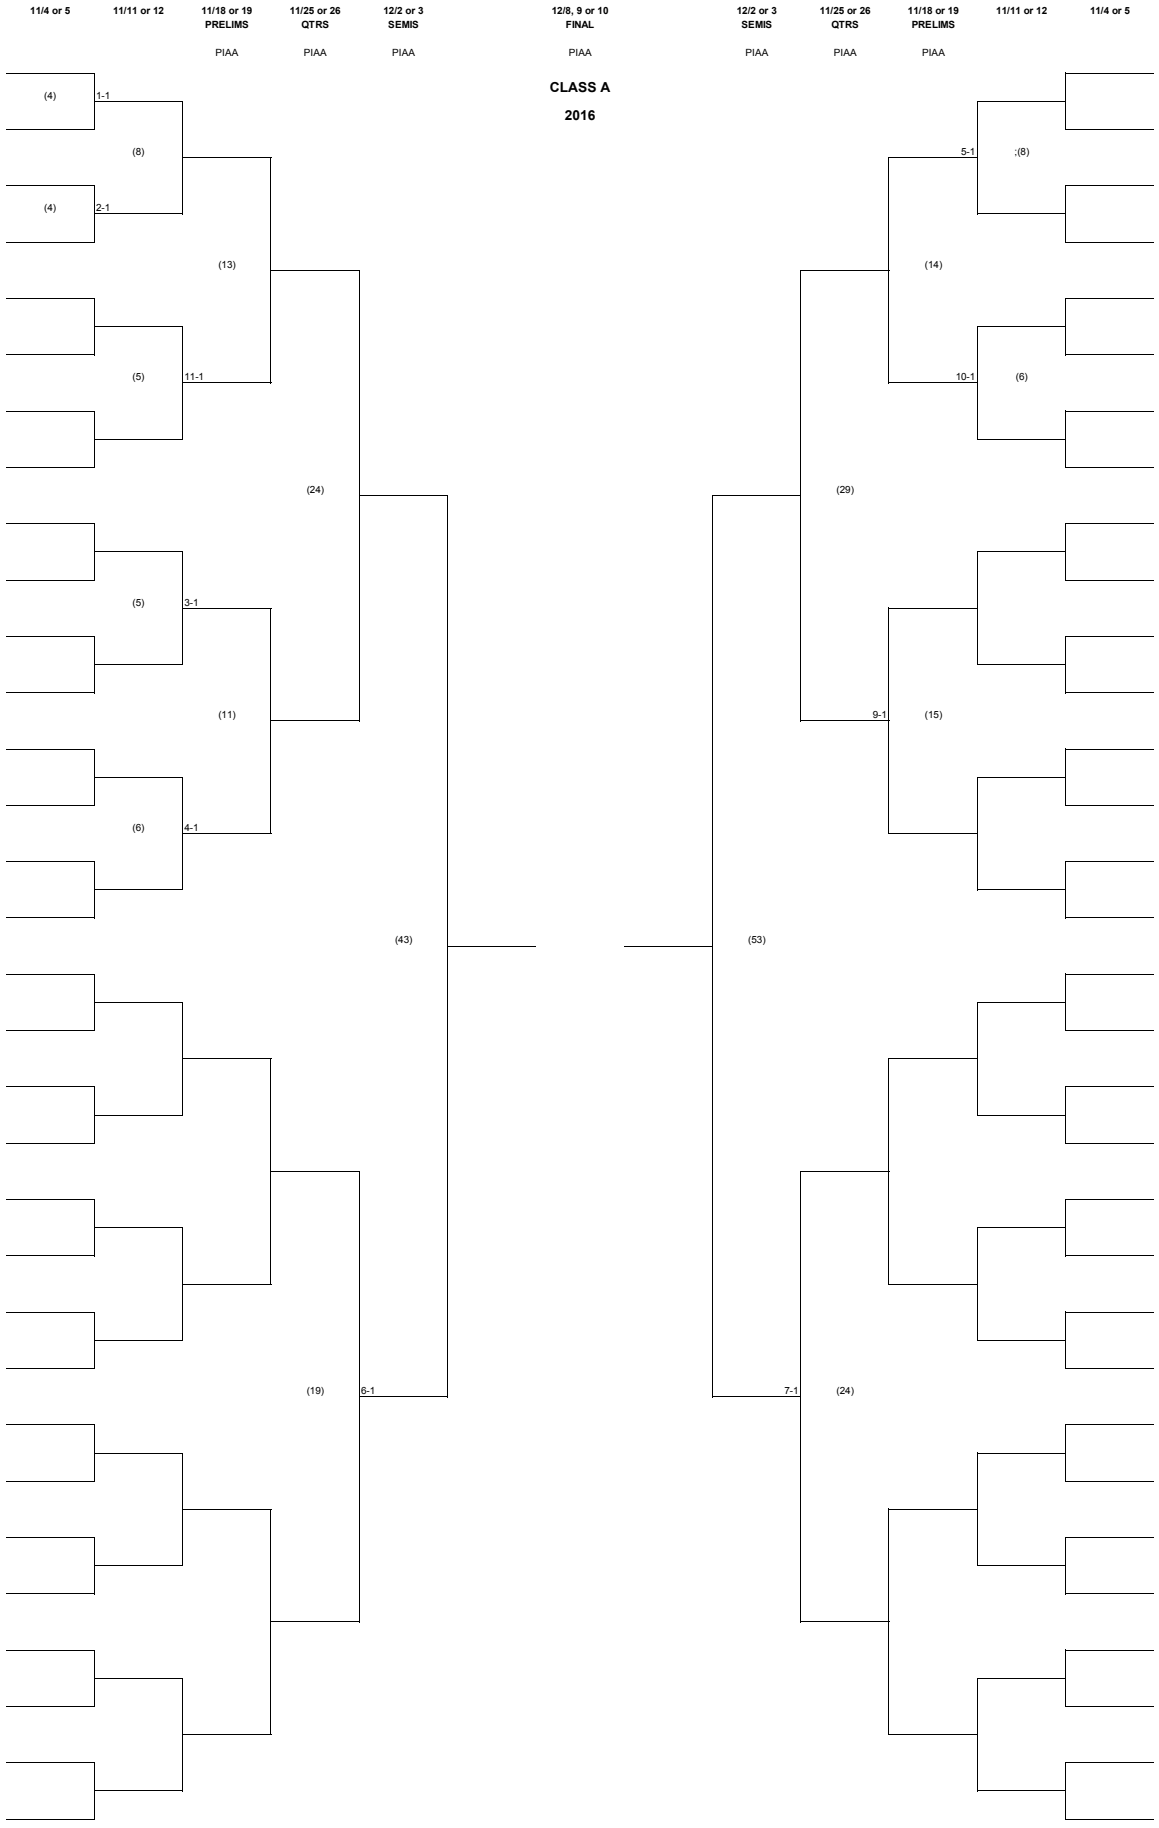 11/4 or 5 11/11 or 12 11/18 or 19 11/25 or 26 12/2 or 3 12/8, 9 or 10 12/2 or 3 11/25 or 26 11/18 or 19 11/11 or 12 11/4 or 5
PRELIMS QTRS SEMIS FINAL SEMIS QTRS PRELIMS
PIAA PIAA PIAA PIAA PIAA PIAA PIAA
CLASS A
(4) 1-1
2016
(8) 5-1 :(8)
(4) 2-1
(13) (14)
(5) 11-1 10-1 (6)
(24) (29)
(5) 3-1
(11) 9-1 (15)
(6) 4-1
(43) (53)
(19) 6-1 7-1 (24)